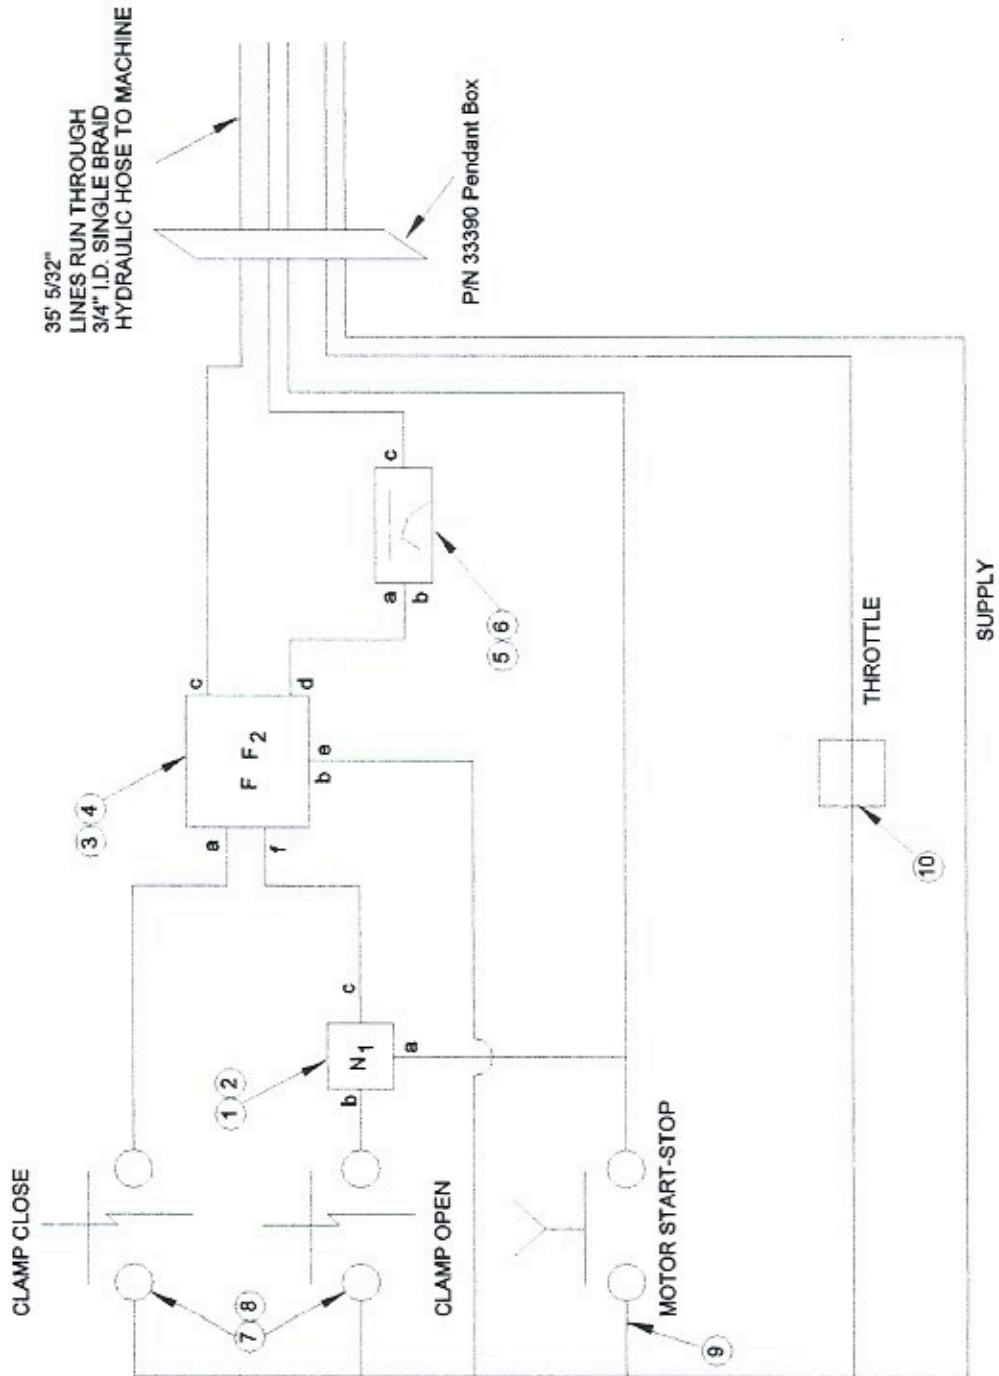 35' 5/32"
LINES RUN THROUGH
3/4" I.D. SINGLE BRAID
HYDRAULIC HOSE TO MACHINE
P/N 33390 Pendant Box
CLAMP CLOSE
7 8
CLAMP OPEN
1 2
b
N1
a
c
3 4
a
f
F F2
b e
c
d
5 6
a
b
c
MOTOR START-STOP
9
THROTTLE
10
SUPPLY